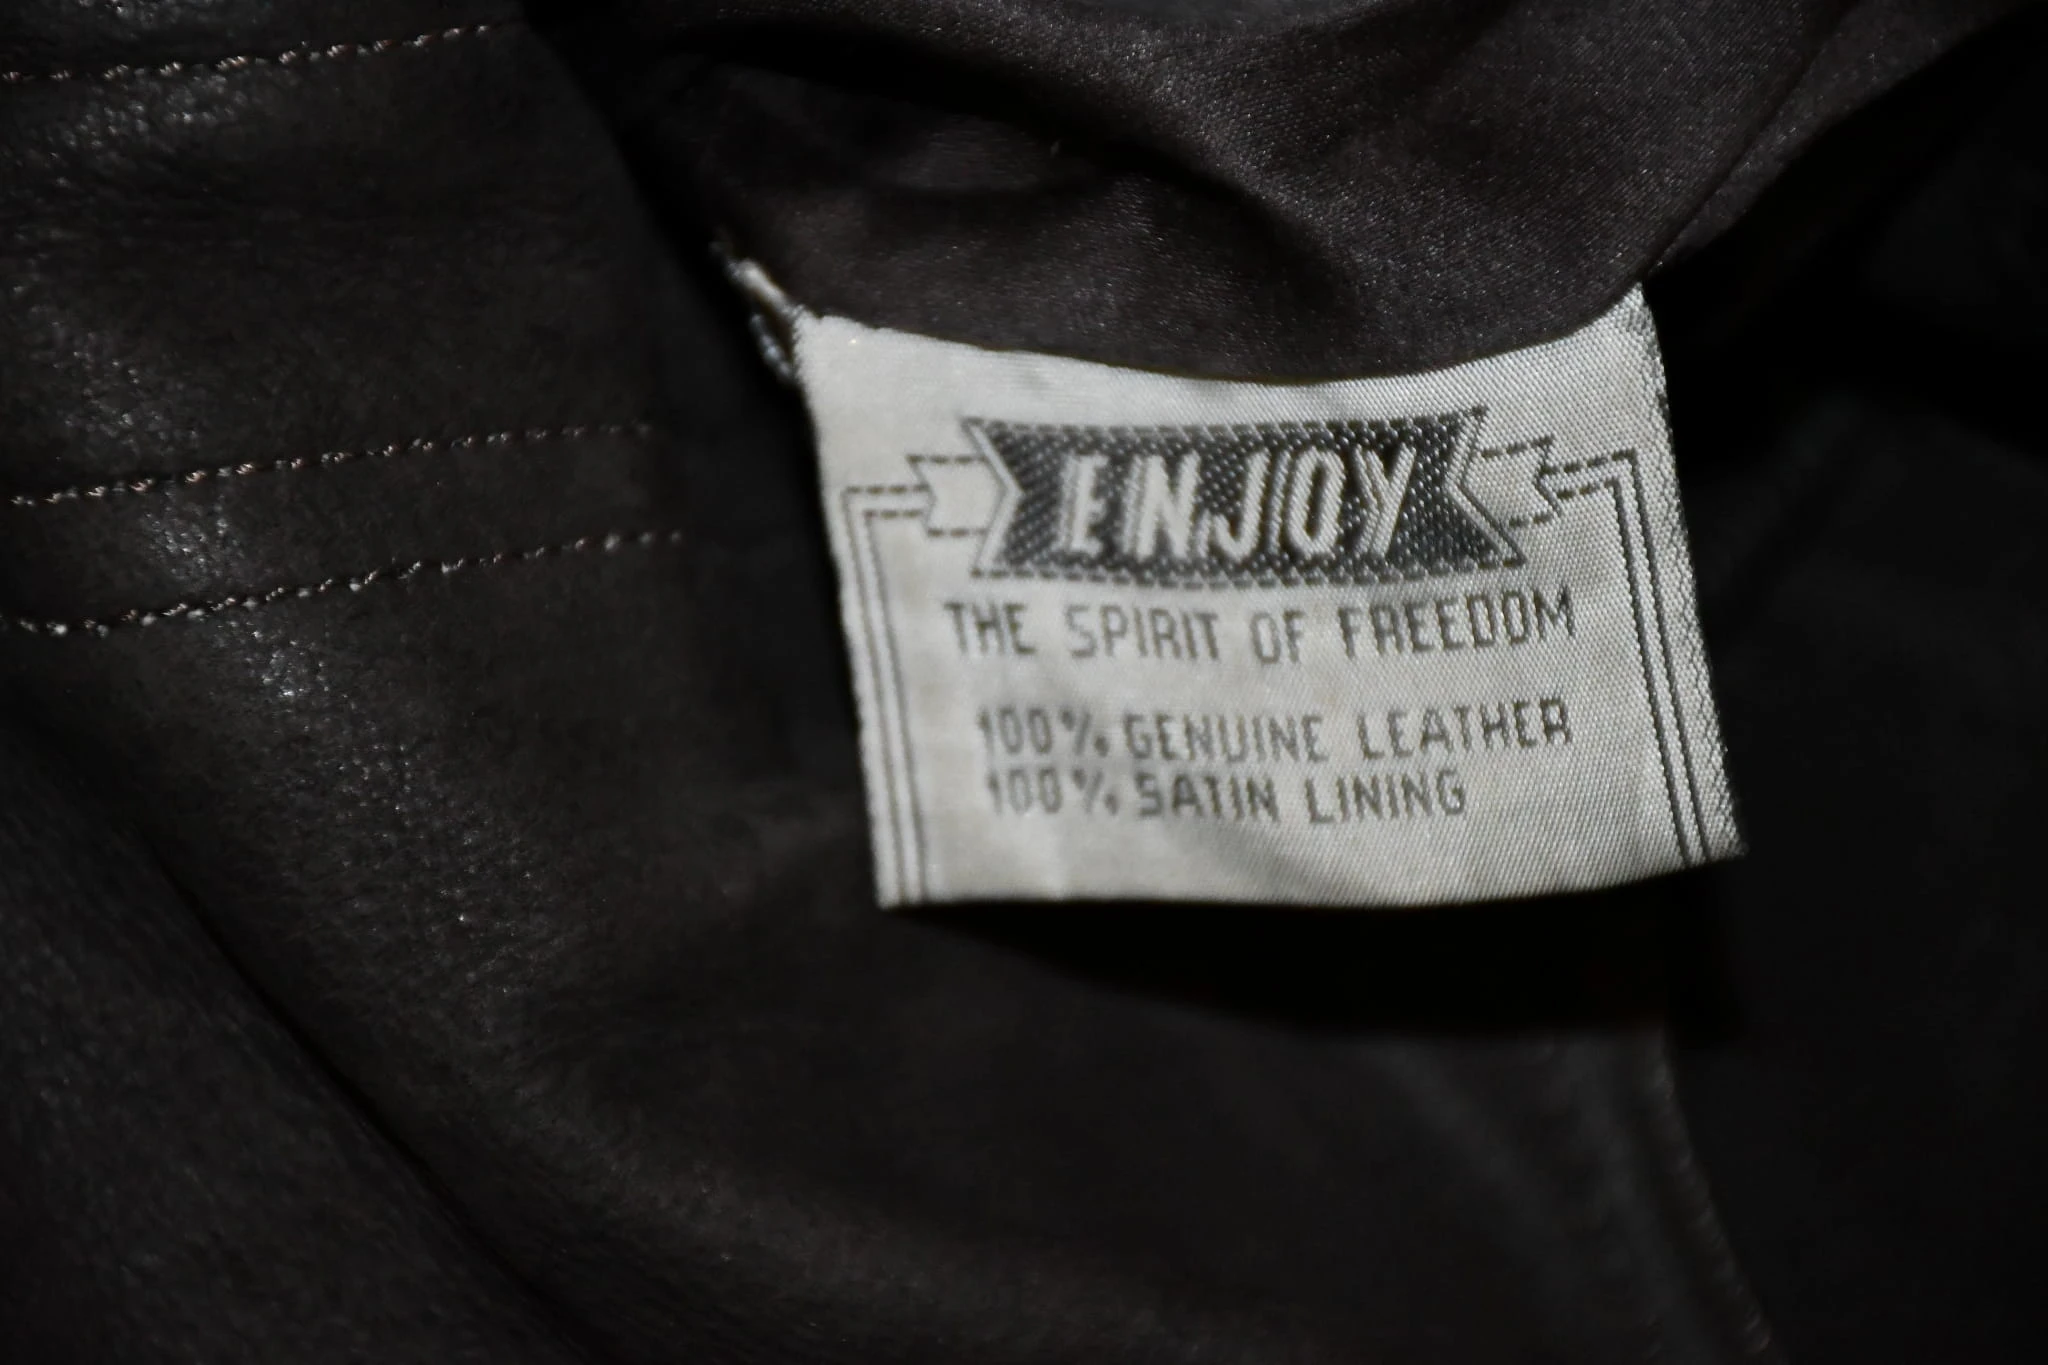 ENJOY
THE SPIRIT OF FREEDOM
100% GENUINE LEATHER
100% SATIN LINING